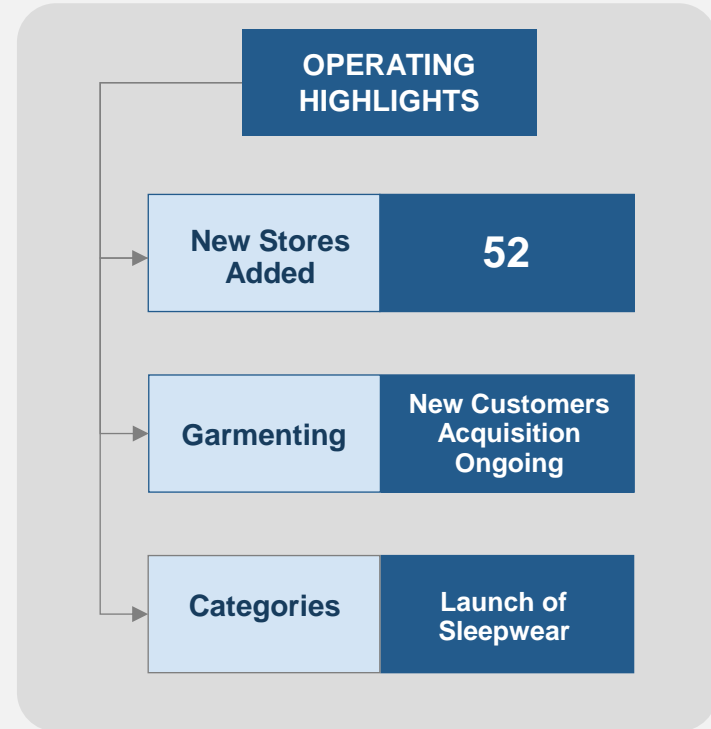 OPERATING
HIGHLIGHTS
New Stores
Added
52
Garmenting
New Customers
Acquisition
Ongoing
Categories
Launch of
Sleepwear